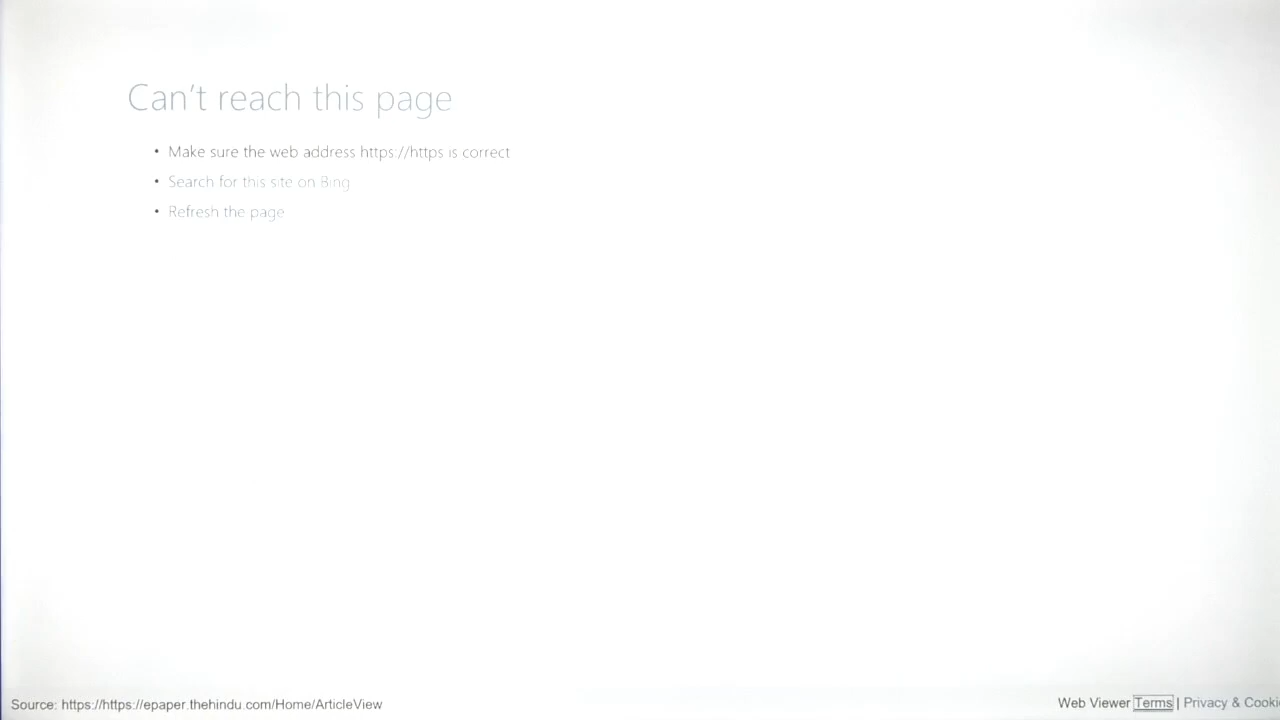 Can't reach this page
• Make sure the web address https://https is correct
• Search for this site on Bing
• Refresh the page
Source: https://https://epaper.thehindu.com/Home/ArticleView
Web Viewer Terms | Privacy & Cooki